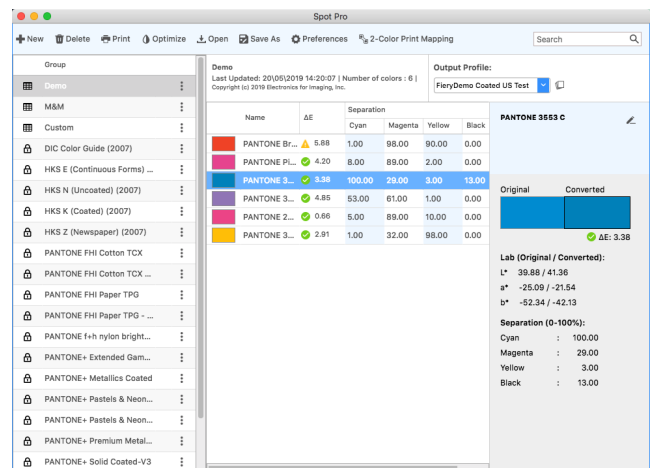 Spot Pro
New Delete Print Optimize Open Save As Preferences 2-Color Print Mapping Search
Group
Demo
M&M
Custom
DIC Color Guide (2007)
HKS E (Continuous Forms) ...
HKS N (Uncoated) (2007)
HKS K (Coated) (2007)
HKS Z (Newspaper) (2007)
PANTONE FHI Cotton TCX
PANTONE FHI Cotton TCX ...
PANTONE FHI Paper TPG
PANTONE FHI Paper TPG - ...
PANTONE f+h nylon bright...
PANTONE+ Extended Gam...
PANTONE+ Metallics Coated
PANTONE+ Pastels & Neon...
PANTONE+ Pastels & Neon...
PANTONE+ Premium Metal...
PANTONE+ Solid Coated-V3
Demo
Last Updated: 20\05\2019 14:20:07 | Number of colors : 6 |
Copyright (c) 2019 Electronics for Imaging, Inc.
Output Profile:
FieryDemo Coated US Test
Name ΔE Separation
Cyan Magenta Yellow Black
PANTONE Br... 5.88 1.00 98.00 90.00 0.00
PANTONE Pi... 4.20 8.00 89.00 2.00 0.00
PANTONE 3... 3.38 100.00 29.00 3.00 13.00
PANTONE 3... 4.85 53.00 61.00 1.00 0.00
PANTONE 2... 0.66 5.00 89.00 10.00 0.00
PANTONE 3... 2.91 1.00 32.00 98.00 0.00
PANTONE 3553 C
Original Converted
ΔE: 3.38
Lab (Original / Converted):
L* 39.88 / 41.36
a* -25.09 / -21.54
b* -52.34 / -42.13
Separation (0-100%):
Cyan : 100.00
Magenta : 29.00
Yellow : 3.00
Black : 13.00